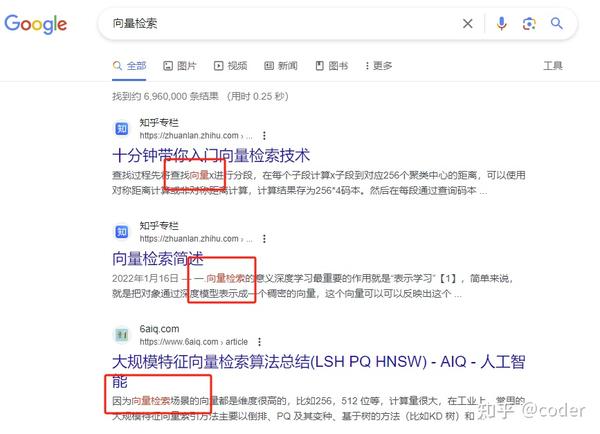 Google
向量检索
全部 图片 视频 新闻 图书 更多 工具
找到约 6,960,000 条结果 （用时 0.25 秒）
知 知乎专栏
https://zhuanlan.zhihu.com › ...
十分钟带你入门向量检索技术
查找过程先将查找向量x进行分段，在每个子段计算x子段到对应256个聚类中心的距离，可以使用
对称距离计算或非对称距离计算，计算结果存为256*4码本。然后在每段通过查询码本 ...
知 知乎专栏
https://zhuanlan.zhihu.com › ...
向量检索简述
2022年1月16日 — —.向量检索的意义深度学习最重要的作用就是“表示学习”【1】，简单来说，
就是把对象通过深度模型表示成一个稠密的向量，这个向量可以可以反映出这个 ...
6aiq.com
https://www.6aiq.com › article
大规模特征向量检索算法总结(LSH PQ HNSW) - AIQ - 人工智
能
因为向量检索场景的向量都是维度很高的，比如256，512 位等，计算量很大，在工业上，常用的
大规模特征向量索引方法主要以倒排、PQ 及其变种、基于树的方法（比如KD 树）和
知乎 @coder